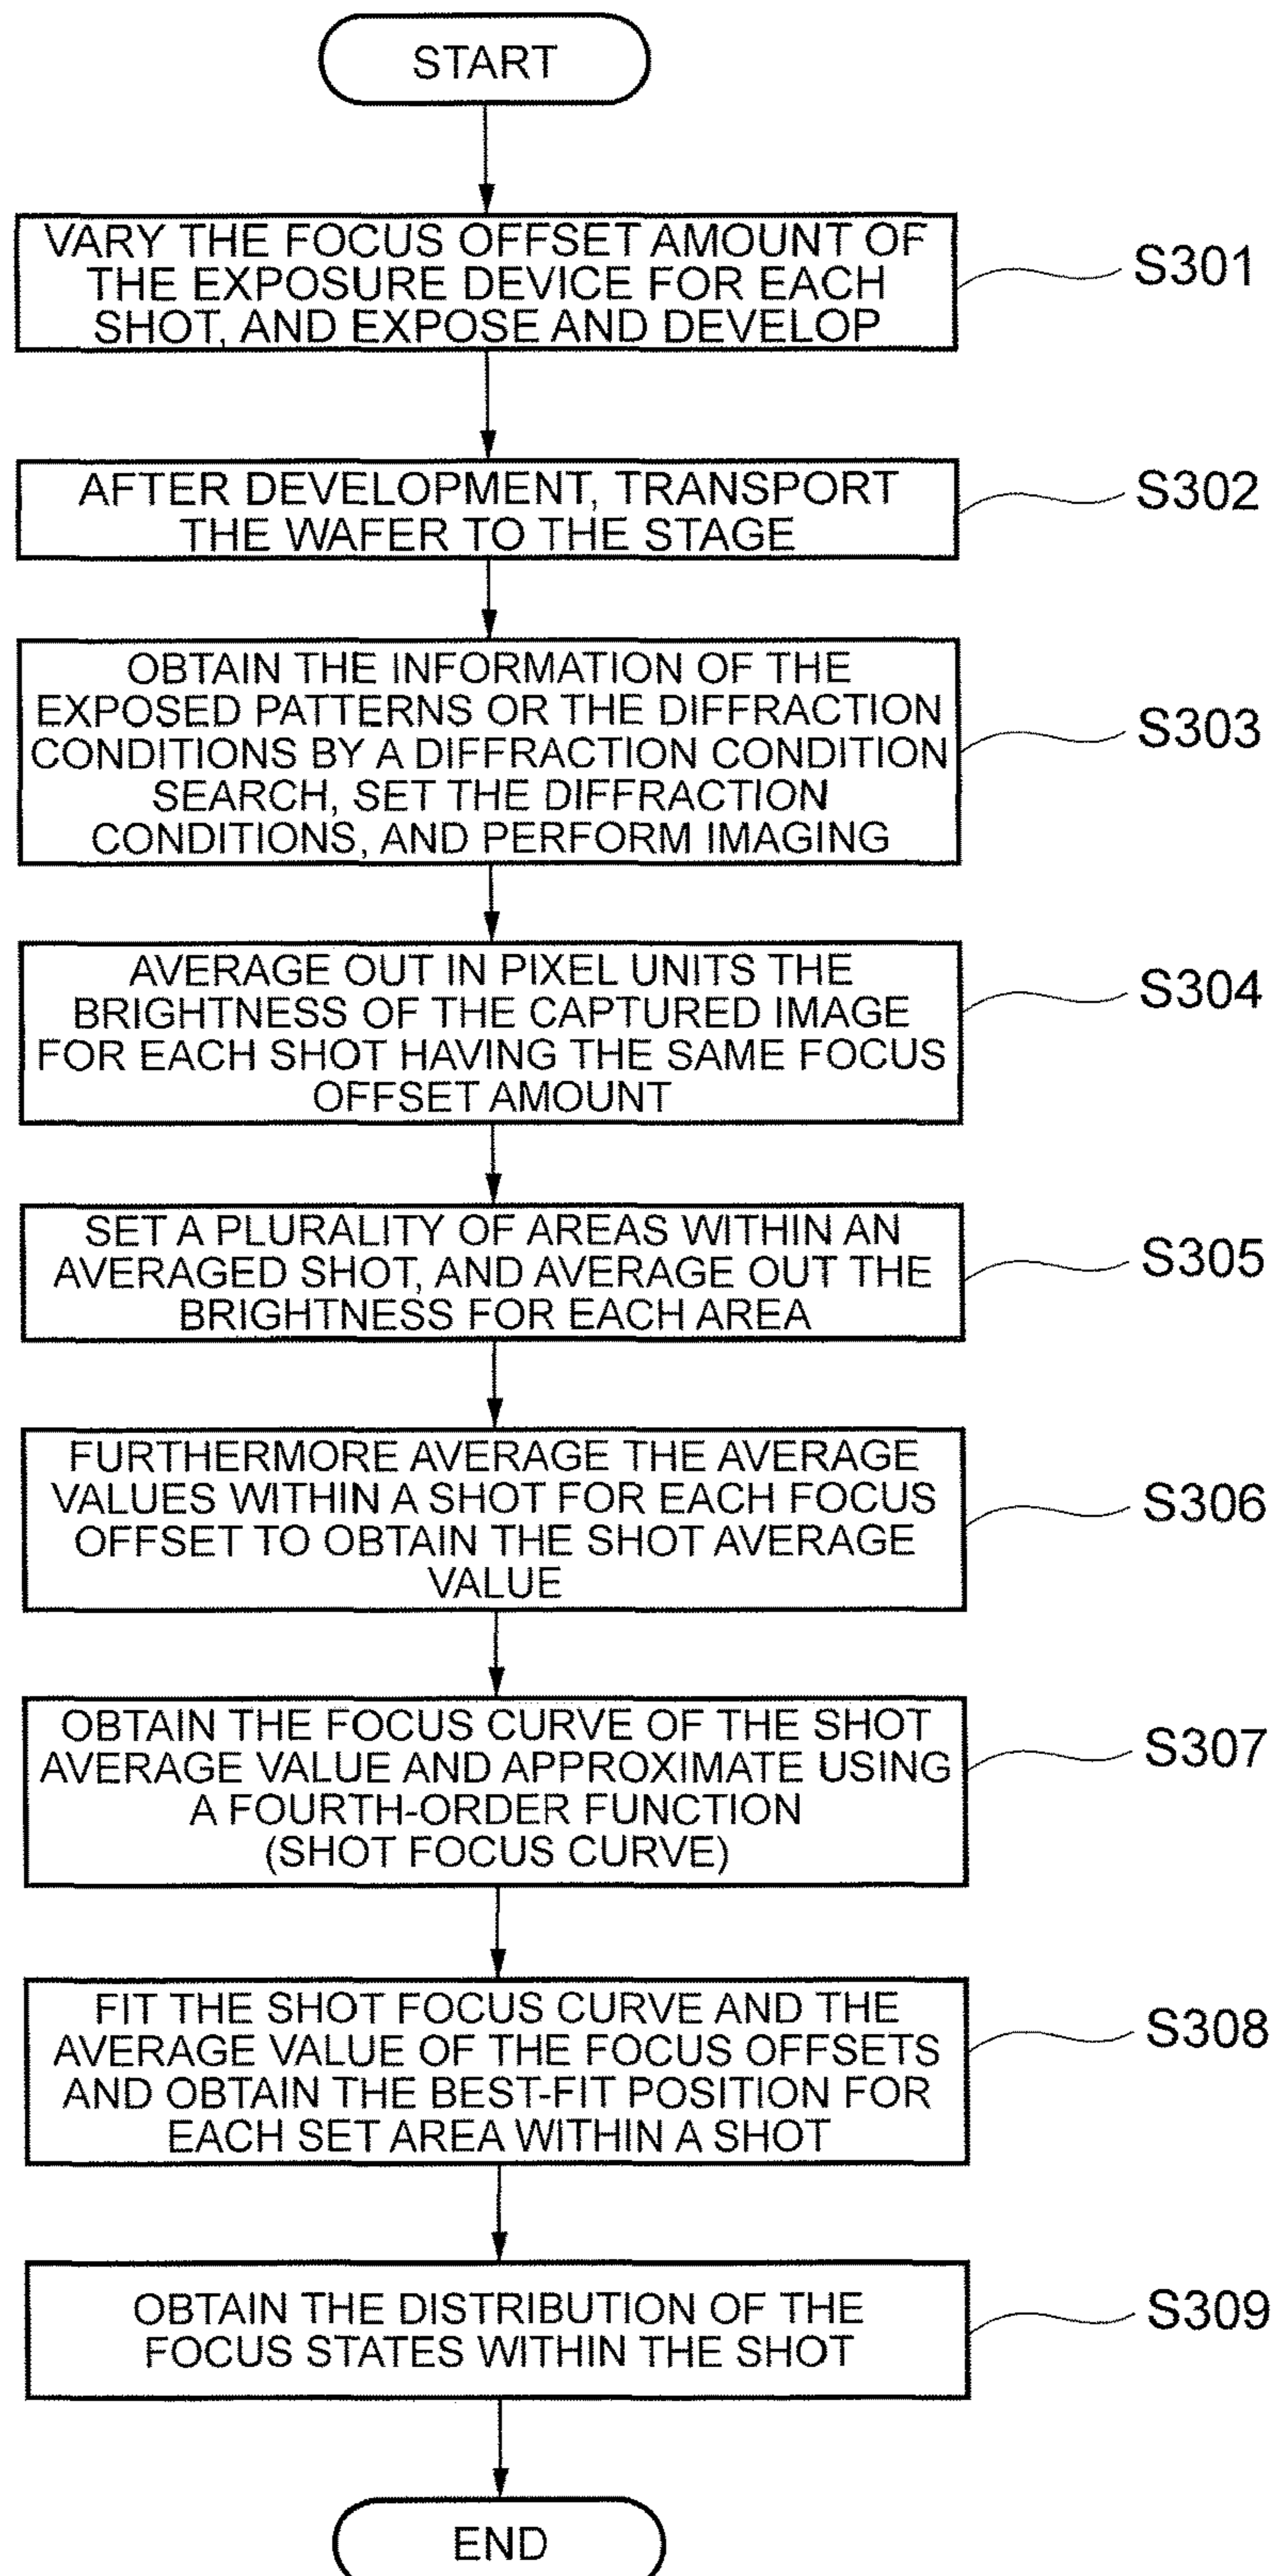 START
VARY THE FOCUS OFFSET AMOUNT OF
THE EXPOSURE DEVICE FOR EACH
SHOT, AND EXPOSE AND DEVELOP
S301
AFTER DEVELOPMENT, TRANSPORT
THE WAFER TO THE STAGE
S302
OBTAIN THE INFORMATION OF THE
EXPOSED PATTERNS OR THE DIFFRACTION
CONDITIONS BY A DIFFRACTION CONDITION
SEARCH, SET THE DIFFRACTION
CONDITIONS, AND PERFORM IMAGING
S303
AVERAGE OUT IN PIXEL UNITS THE
BRIGHTNESS OF THE CAPTURED IMAGE
FOR EACH SHOT HAVING THE SAME FOCUS
OFFSET AMOUNT
S304
SET A PLURALITY OF AREAS WITHIN AN
AVERAGED SHOT, AND AVERAGE OUT THE
BRIGHTNESS FOR EACH AREA
S305
FURTHERMORE AVERAGE THE AVERAGE
VALUES WITHIN A SHOT FOR EACH FOCUS
OFFSET TO OBTAIN THE SHOT AVERAGE
VALUE
S306
OBTAIN THE FOCUS CURVE OF THE SHOT
AVERAGE VALUE AND APPROXIMATE USING
A FOURTH-ORDER FUNCTION
(SHOT FOCUS CURVE)
S307
FIT THE SHOT FOCUS CURVE AND THE
AVERAGE VALUE OF THE FOCUS OFFSETS
AND OBTAIN THE BEST-FIT POSITION FOR
EACH SET AREA WITHIN A SHOT
S308
OBTAIN THE DISTRIBUTION OF THE
FOCUS STATES WITHIN THE SHOT
S309
END